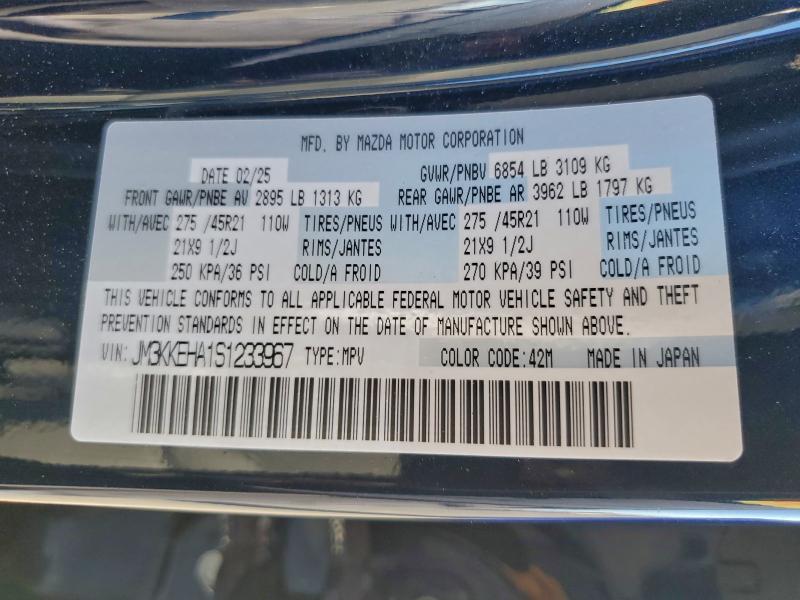 MFD. BY MAZDA MOTOR CORPORATION
DATE 02/25 GVWR/PNBV 6854 LB 3109 KG
FRONT GAWR/PNBE AV 2895 LB 1313 KG REAR GAWR/PNBE AR 3962 LB 1797 KG
WITH/AVEC 275 /45R21 110W TIRES/PNEUS WITH/AVEC 275 /45R21 110W TIRES/PNEUS
21X9 1/2J RIMS/JANTES 21X9 1/2J RIMS/JANTES
250 KPA/36 PSI COLD/A FROID 270 KPA/39 PSI COLD/A FROID
THIS VEHICLE CONFORMS TO ALL APPLICABLE FEDERAL MOTOR VEHICLE SAFETY AND THEFT
PREVENTION STANDARDS IN EFFECT ON THE DATE OF MANUFACTURE SHOWN ABOVE.
VIN: JM3KKEHA1S1233967 TYPE:MPV COLOR CODE:42M MADE IN JAPAN